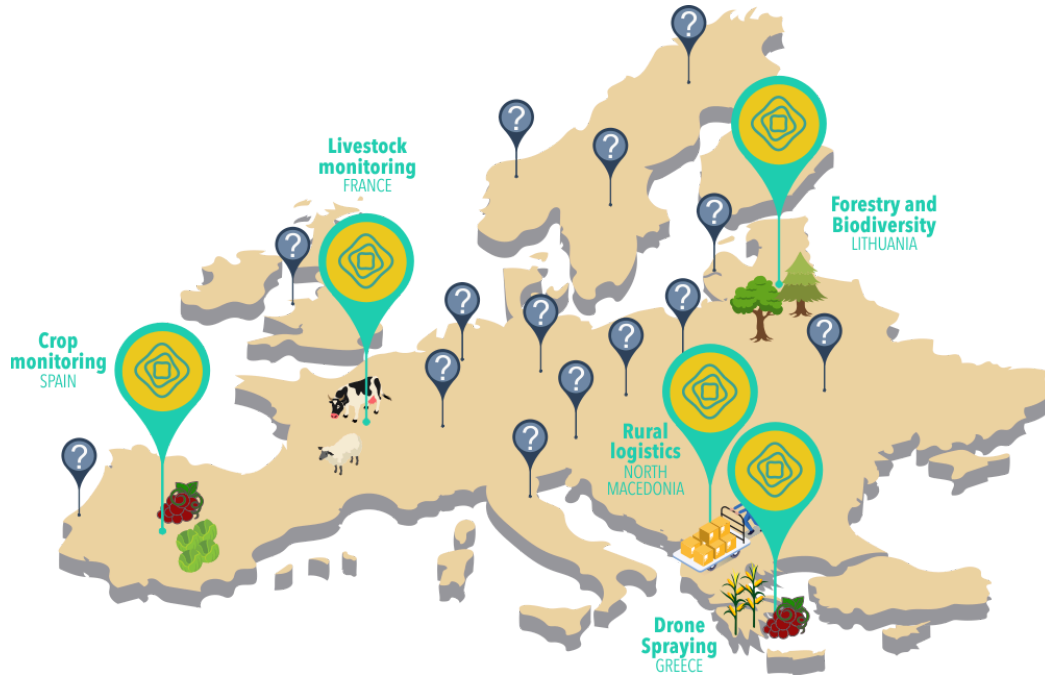 ?
?
?
Livestock
monitoring
FRANCE
Forestry and
Biodiversity
LITHUANIA
?
?
?
?
?
?
?
Crop
monitoring
SPAIN
?
?
?
Rural
logistics
NORTH
MACEDONIA
?
Drone
Spraying
GREECE